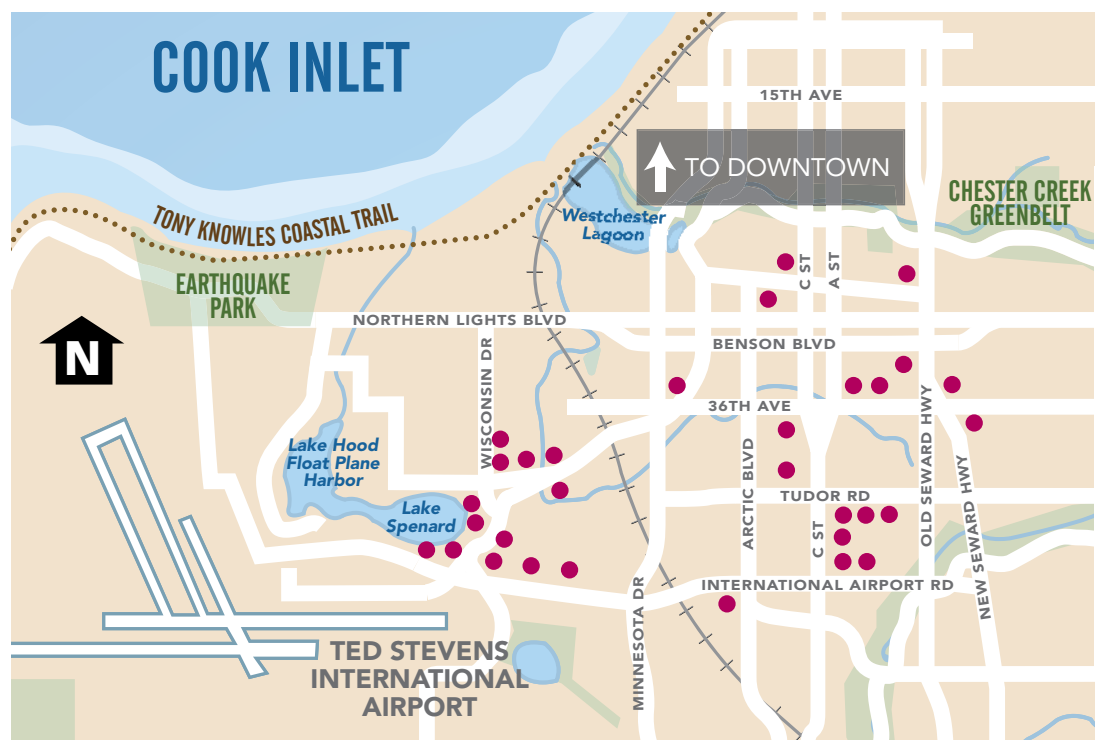 COOK INLET
15TH AVE
TO DOWNTOWN
CHESTER CREEK
GREENBELT
TONY KNOWLES COASTAL TRAIL
Westchester
Lagoon
C ST
A ST
EARTHQUAKE
PARK
NORTHERN LIGHTS BLVD
BENSON BLVD
N
WISCONSIN DR
36TH AVE
OLD SEWARD HWY
Lake Hood
Float Plane
Harbor
ARCTIC BLVD
NEW SEWARD HWY
TUDOR RD
Lake
Spenard
C ST
INTERNATIONAL AIRPORT RD
MINNESOTA DR
TED STEVENS
INTERNATIONAL
AIRPORT